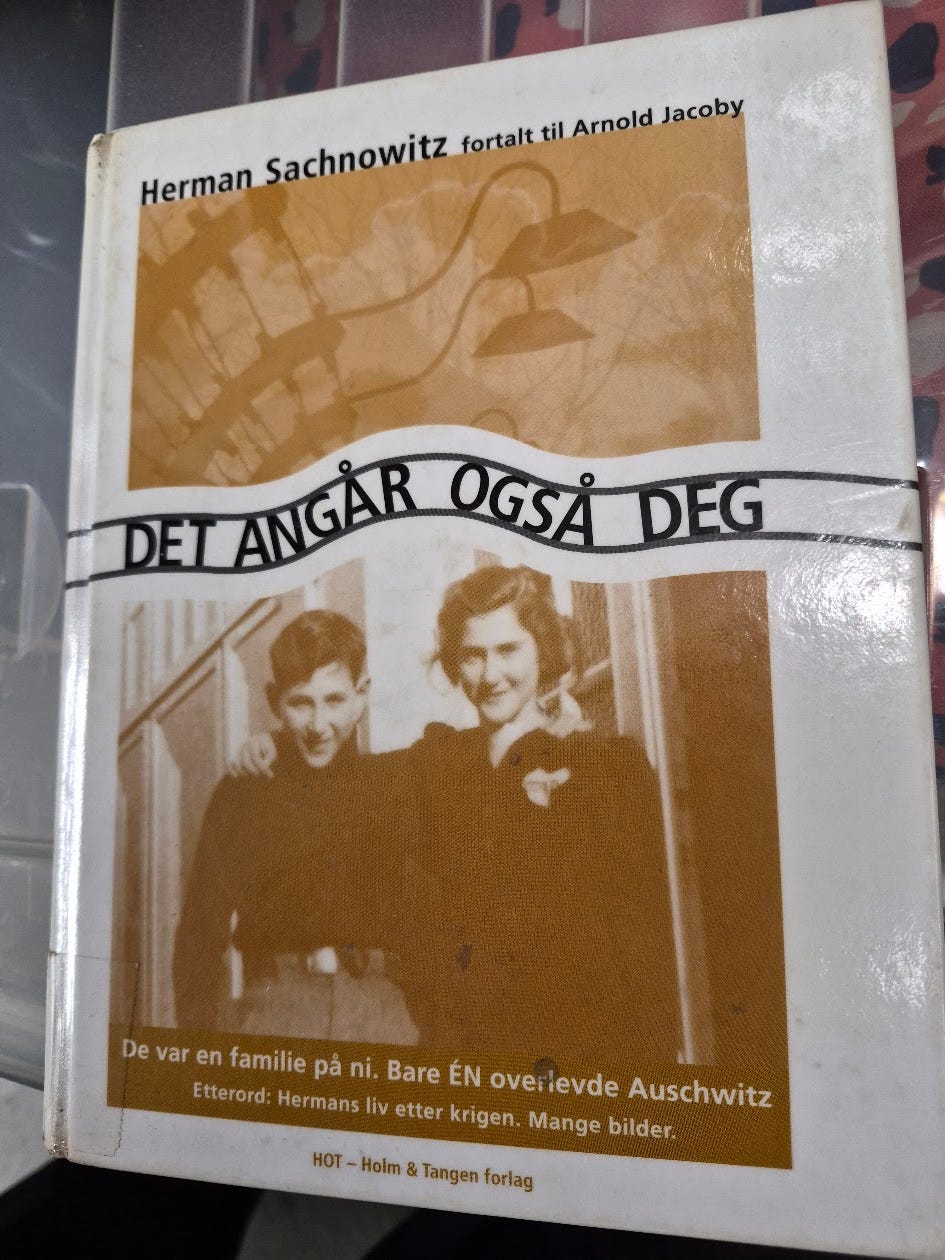 Herman Sachnowitz fortalt til Arnold Jacoby
DET ANGÅR OGSÅ DEG
De var en familie på ni. Bare ÉN overlevde Auschwitz
Etterord: Hermans liv etter krigen. Mange bilder.
HOT – Holm & Tangen forlag